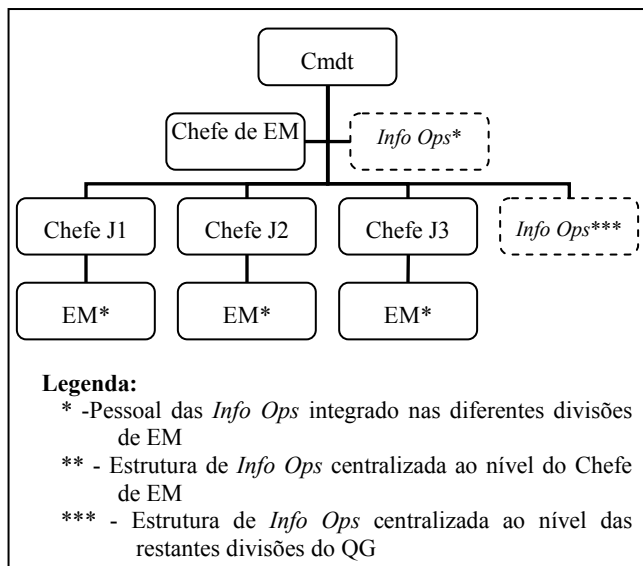 Cmdt
Chefe de EM
Info Ops*
Chefe J1
Chefe J2
Chefe J3
Info Ops***
EM*
EM*
EM*
Legenda:
* -Pessoal das Info Ops integrado nas diferentes divisões
de EM
** - Estrutura de Info Ops centralizada ao nível do Chefe
de EM
*** - Estrutura de Info Ops centralizada ao nível das
restantes divisões do QG